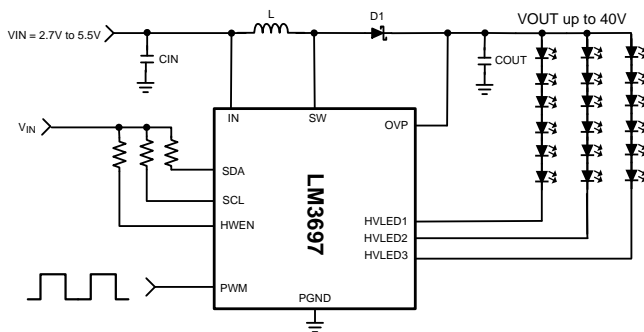 L
D1
VOUT up to 40V
VIN = 2.7V to 5.5V
CIN
COUT
IN
SW
OVP
VIN
SDA
SCL
HWEN
LM3697
HVLED1
HVLED2
HVLED3
PWM
PGND